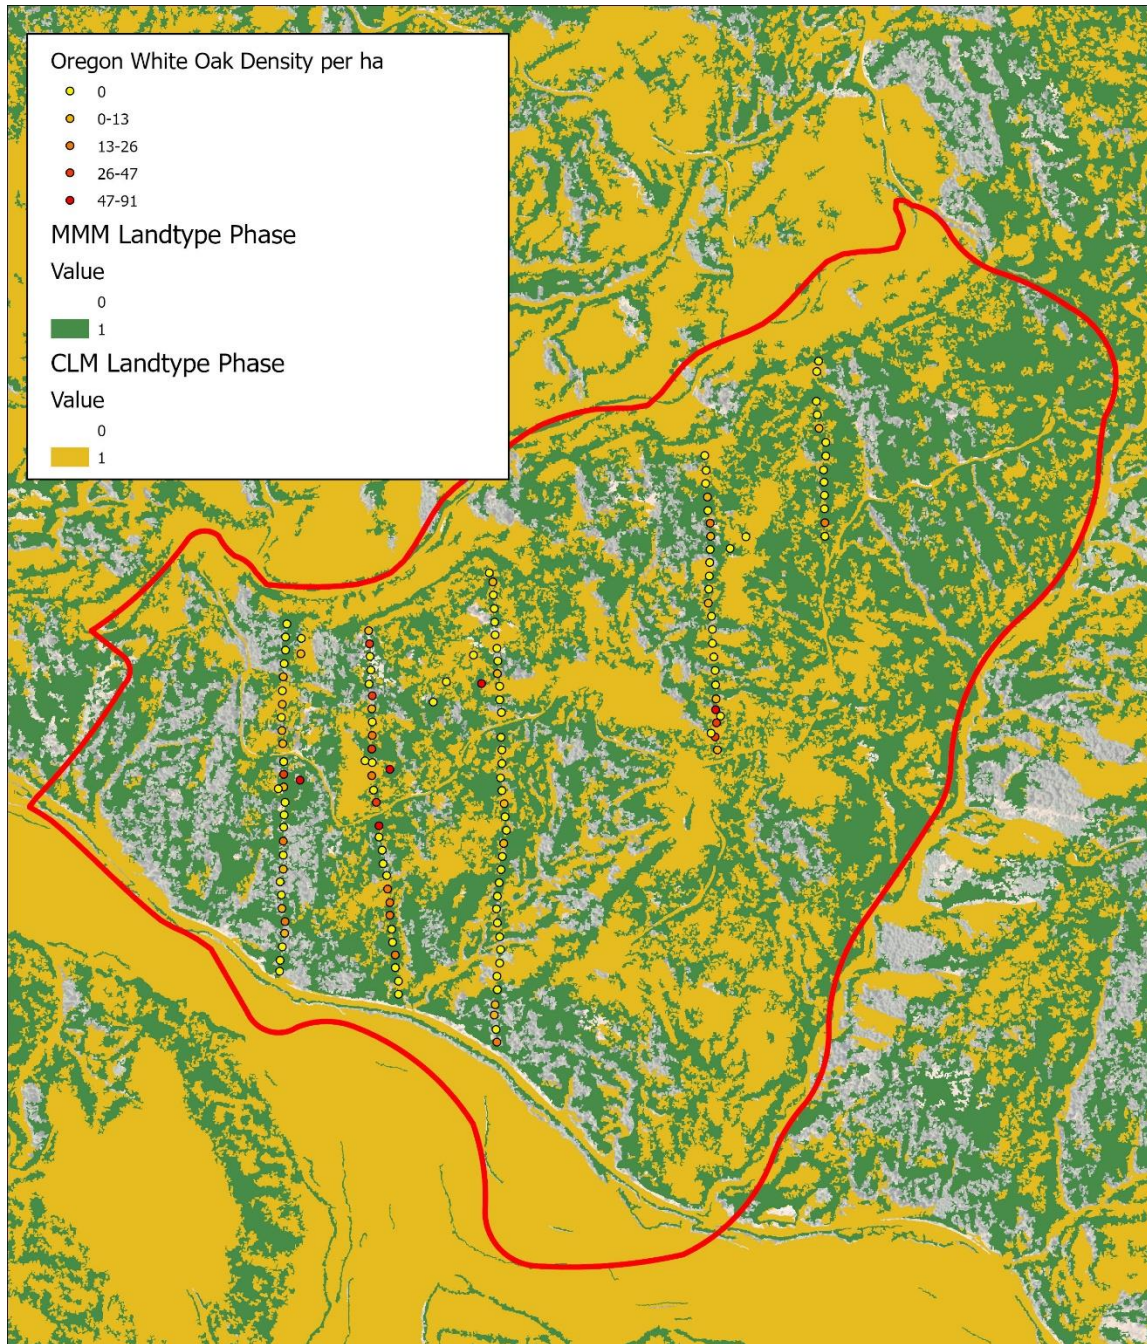 Oregon White Oak Density per ha
0
0-13
13-26
26-47
47-91
MMM Landtype Phase
Value
0
1
CLM Landtype Phase
Value
0
1